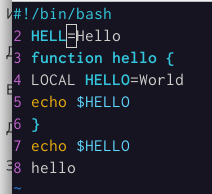 #!/bin/bash
2 HELL=Hello
3 function hello {
4 LOCAL HELLO=World
5 echo $HELLO
6 }
7 echo $HELLO
8 hello
~